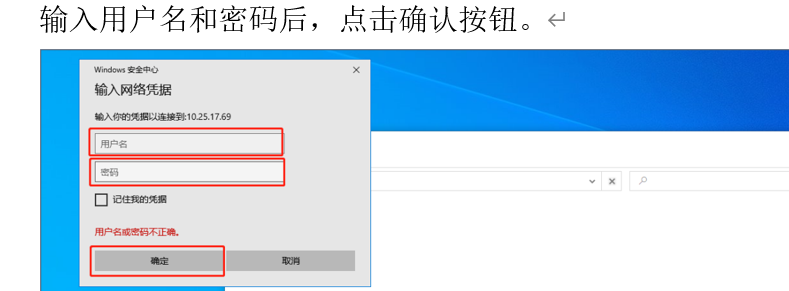 输入用户名和密码后，点击确认按钮。
Windows 安全中心
输入网络凭据
输入你的凭据以连接到:10.25.17.69
用户名
密码
记住我的凭据
用户名或密码不正确。
确定 取消